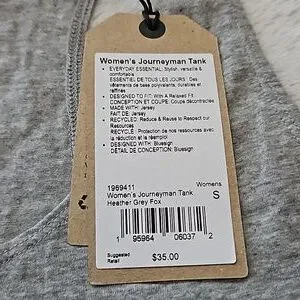 Women's Journeyman Tank
• EVERYDAY ESSENTIAL: Stylish, versatile &
comfortable
ESSENTIEL DE TOUS LES JOURS : Des
vêtements de base polyvalents, durables et
raffinés
• DESIGNED TO FIT: With A Relaxed Fit
CONCEPTION ET COUPE: Coupe décontractée
• MADE WITH: Jersey
FAIT DE: Jersey
• RECYCLED: Reduce & Reuse to Respect our
Resources
RECYCLÉ : Protection de nos ressources avec
la réduction et le réemploi
• DESIGNED WITH: Bluesign
DÉTAIL DE CONCEPTION: Bluesign
1969411 Womens
Women's Journeyman Tank S
Heather Grey Fox
1 95964 06037 2
Suggested
Retail $35.00